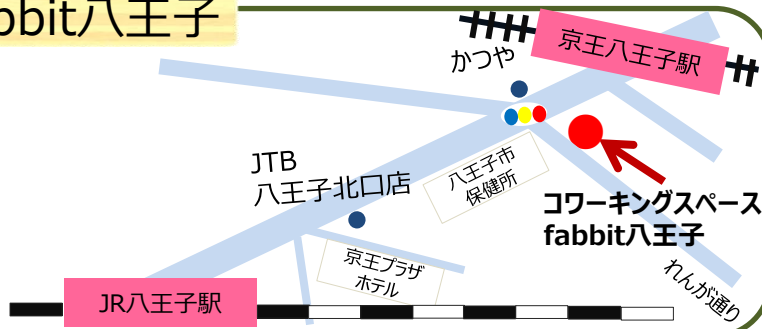 bbit八王子
京王八王子駅
かつや
JTB
八王子北口店
八王子市
保健所
コワーキングスペース
fabbit八王子
京王プラザ
ホテル
れんが通り
JR八王子駅